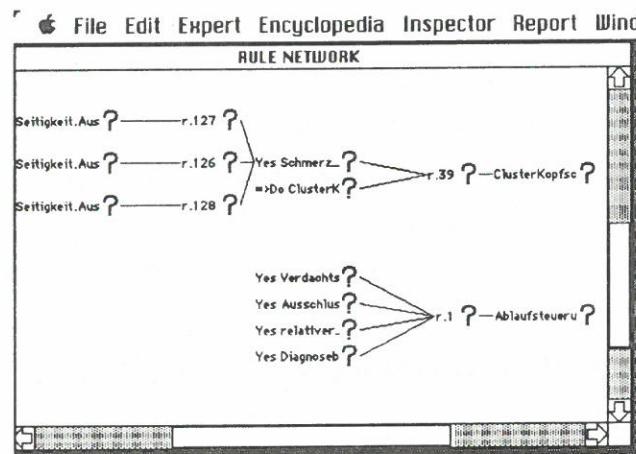 File Edit Expert Encyclopedia Inspector Report Wind
RULE NETWORK
Seitigkeit.Aus ? r.127 ?
Seitigkeit.Aus ? r.126 ? Yes Schmerz_ ?
r.39 ? ClusterKopfsc ?
=>Do ClusterK ?
Seitigkeit.Aus ? r.128 ?
Yes Verdachts ?
Yes Ausschlus ?
r.1 ? Ablaufsteueru ?
Yes relativer_ ?
Yes Diagnoseb ?